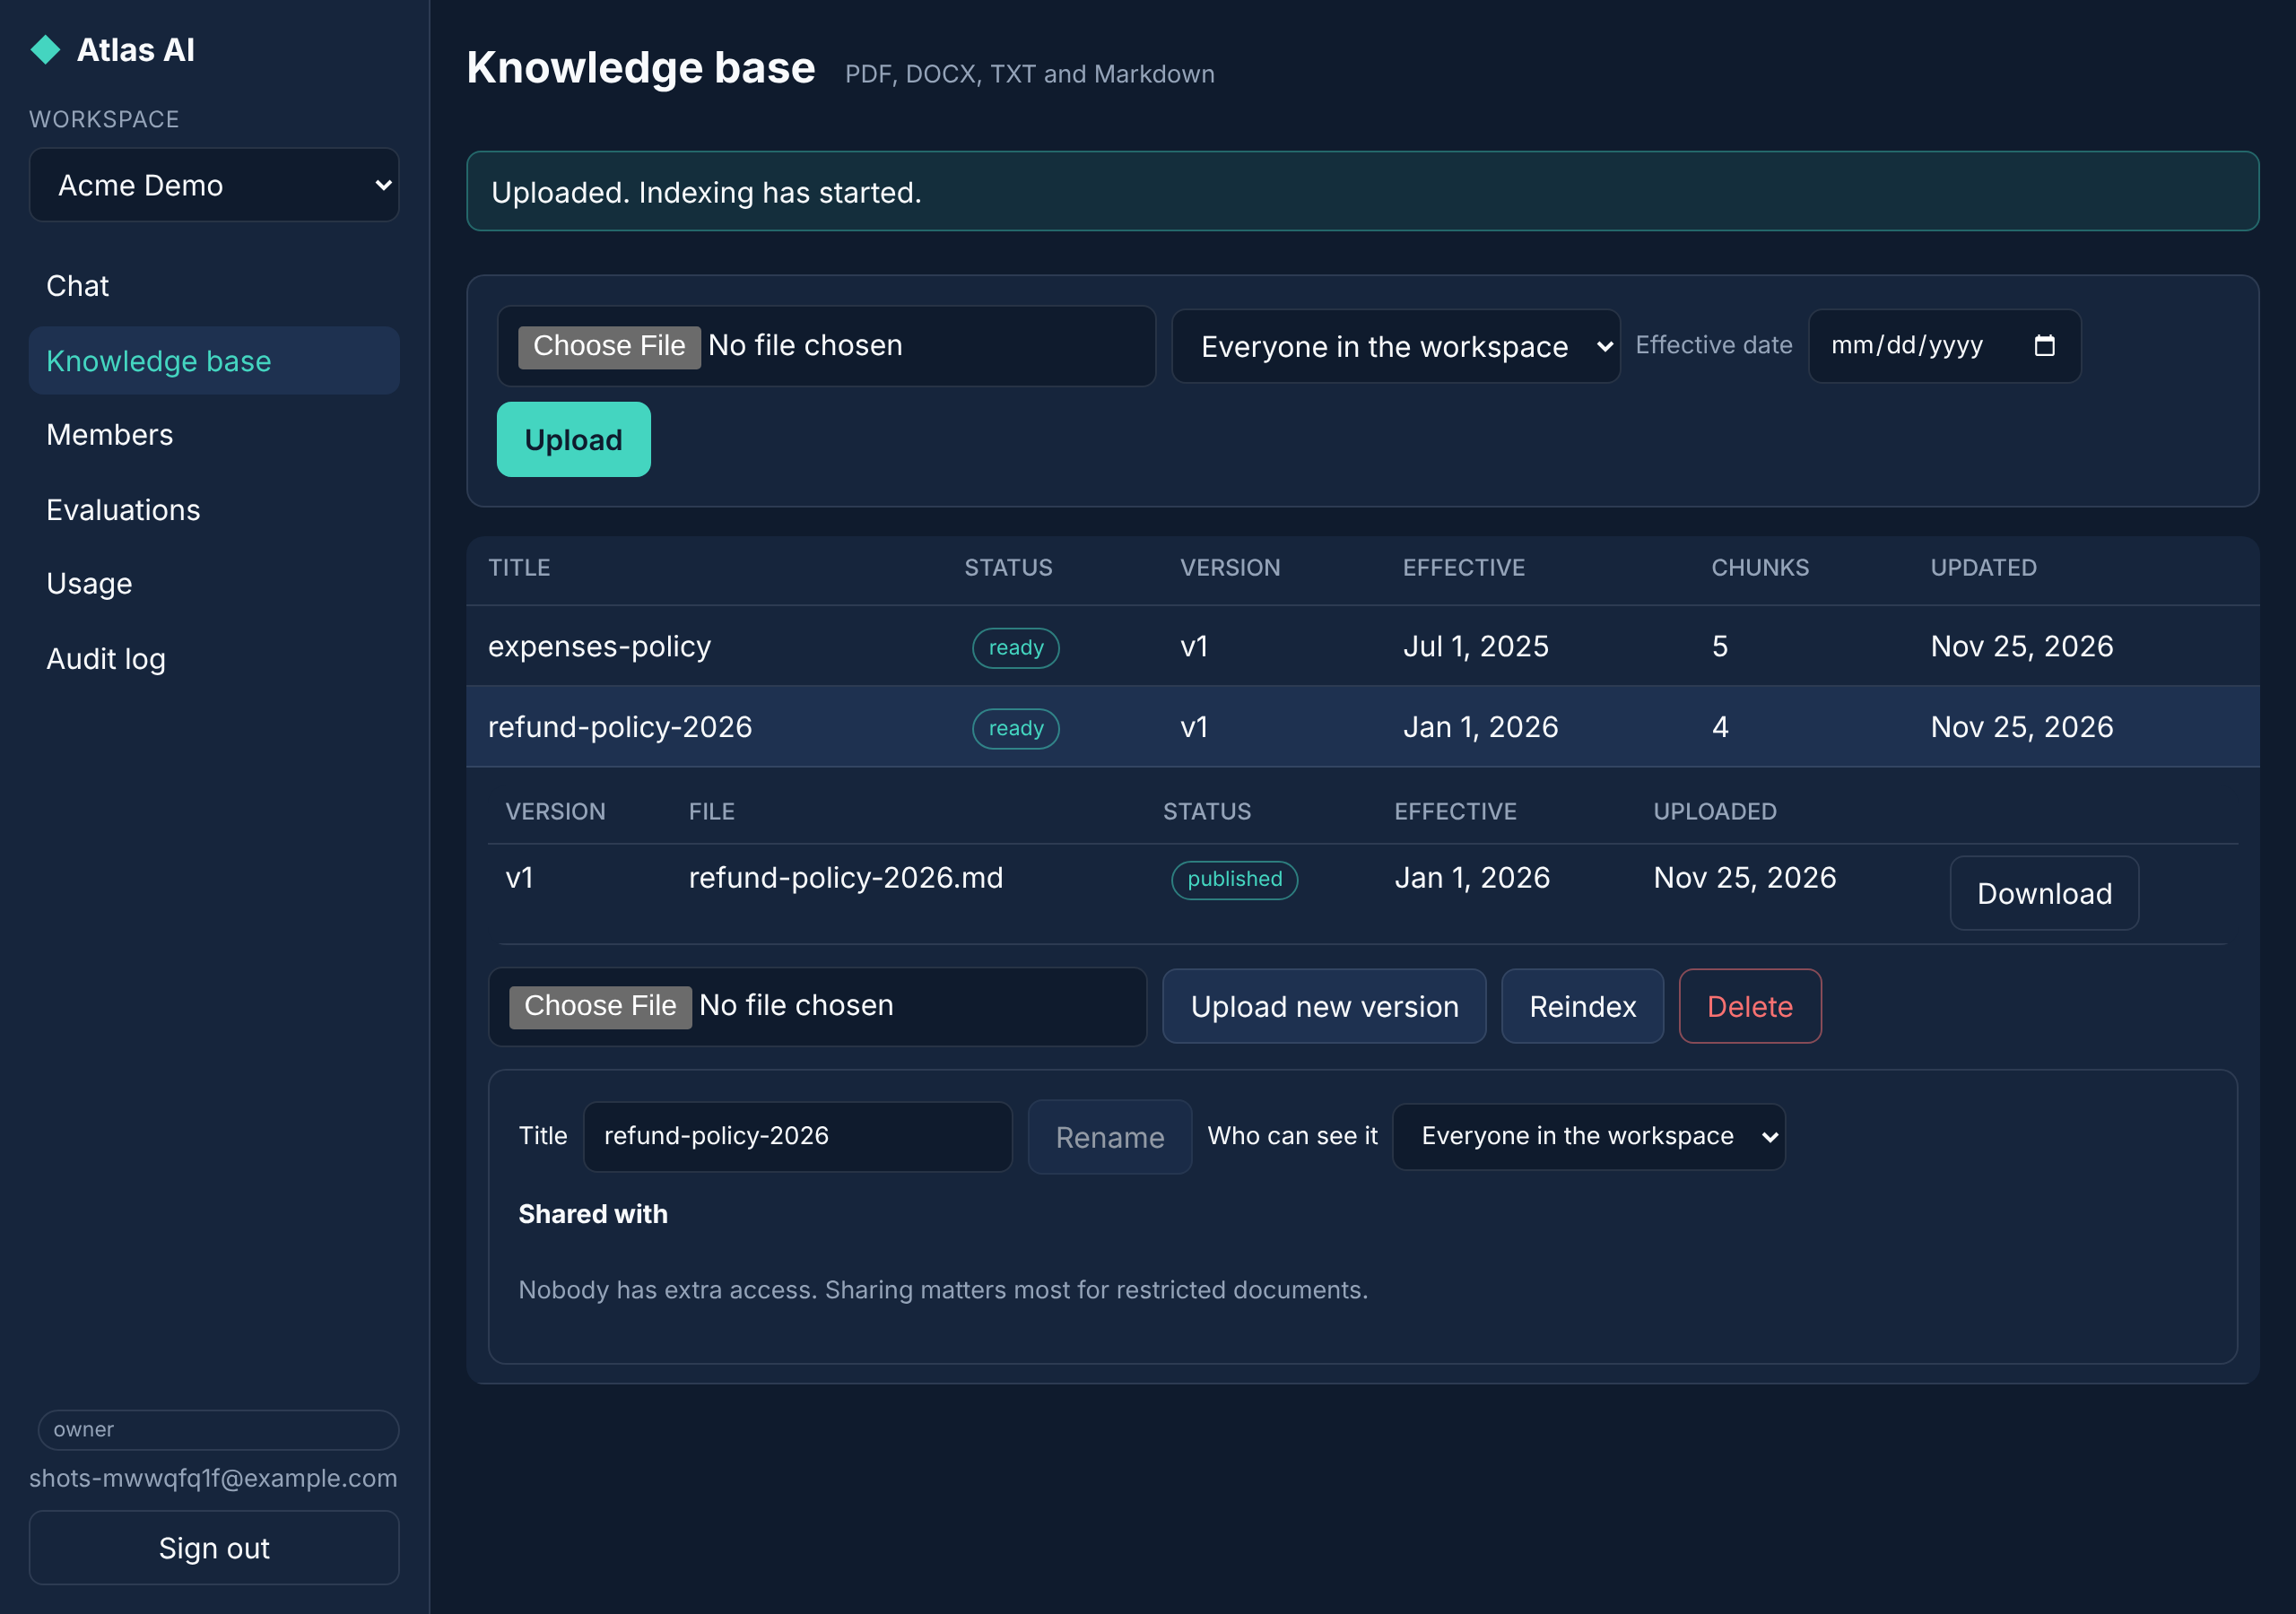 Atlas AI
WORKSPACE
Acme Demo
Chat
Knowledge base
Members
Evaluations
Usage
Audit log
owner
shots-mwwqfq1f@example.com
Sign out
Knowledge base PDF, DOCX, TXT and Markdown
Uploaded. Indexing has started.
Choose File No file chosen Everyone in the workspace Effective date mm/dd/yyyy
Upload
TITLE STATUS VERSION EFFECTIVE CHUNKS UPDATED
expenses-policy ready v1 Jul 1, 2025 5 Nov 25, 2026
refund-policy-2026 ready v1 Jan 1, 2026 4 Nov 25, 2026
VERSION FILE STATUS EFFECTIVE UPLOADED
v1 refund-policy-2026.md published Jan 1, 2026 Nov 25, 2026 Download
Choose File No file chosen Upload new version Reindex Delete
Title refund-policy-2026 Rename Who can see it Everyone in the workspace
Shared with
Nobody has extra access. Sharing matters most for restricted documents.